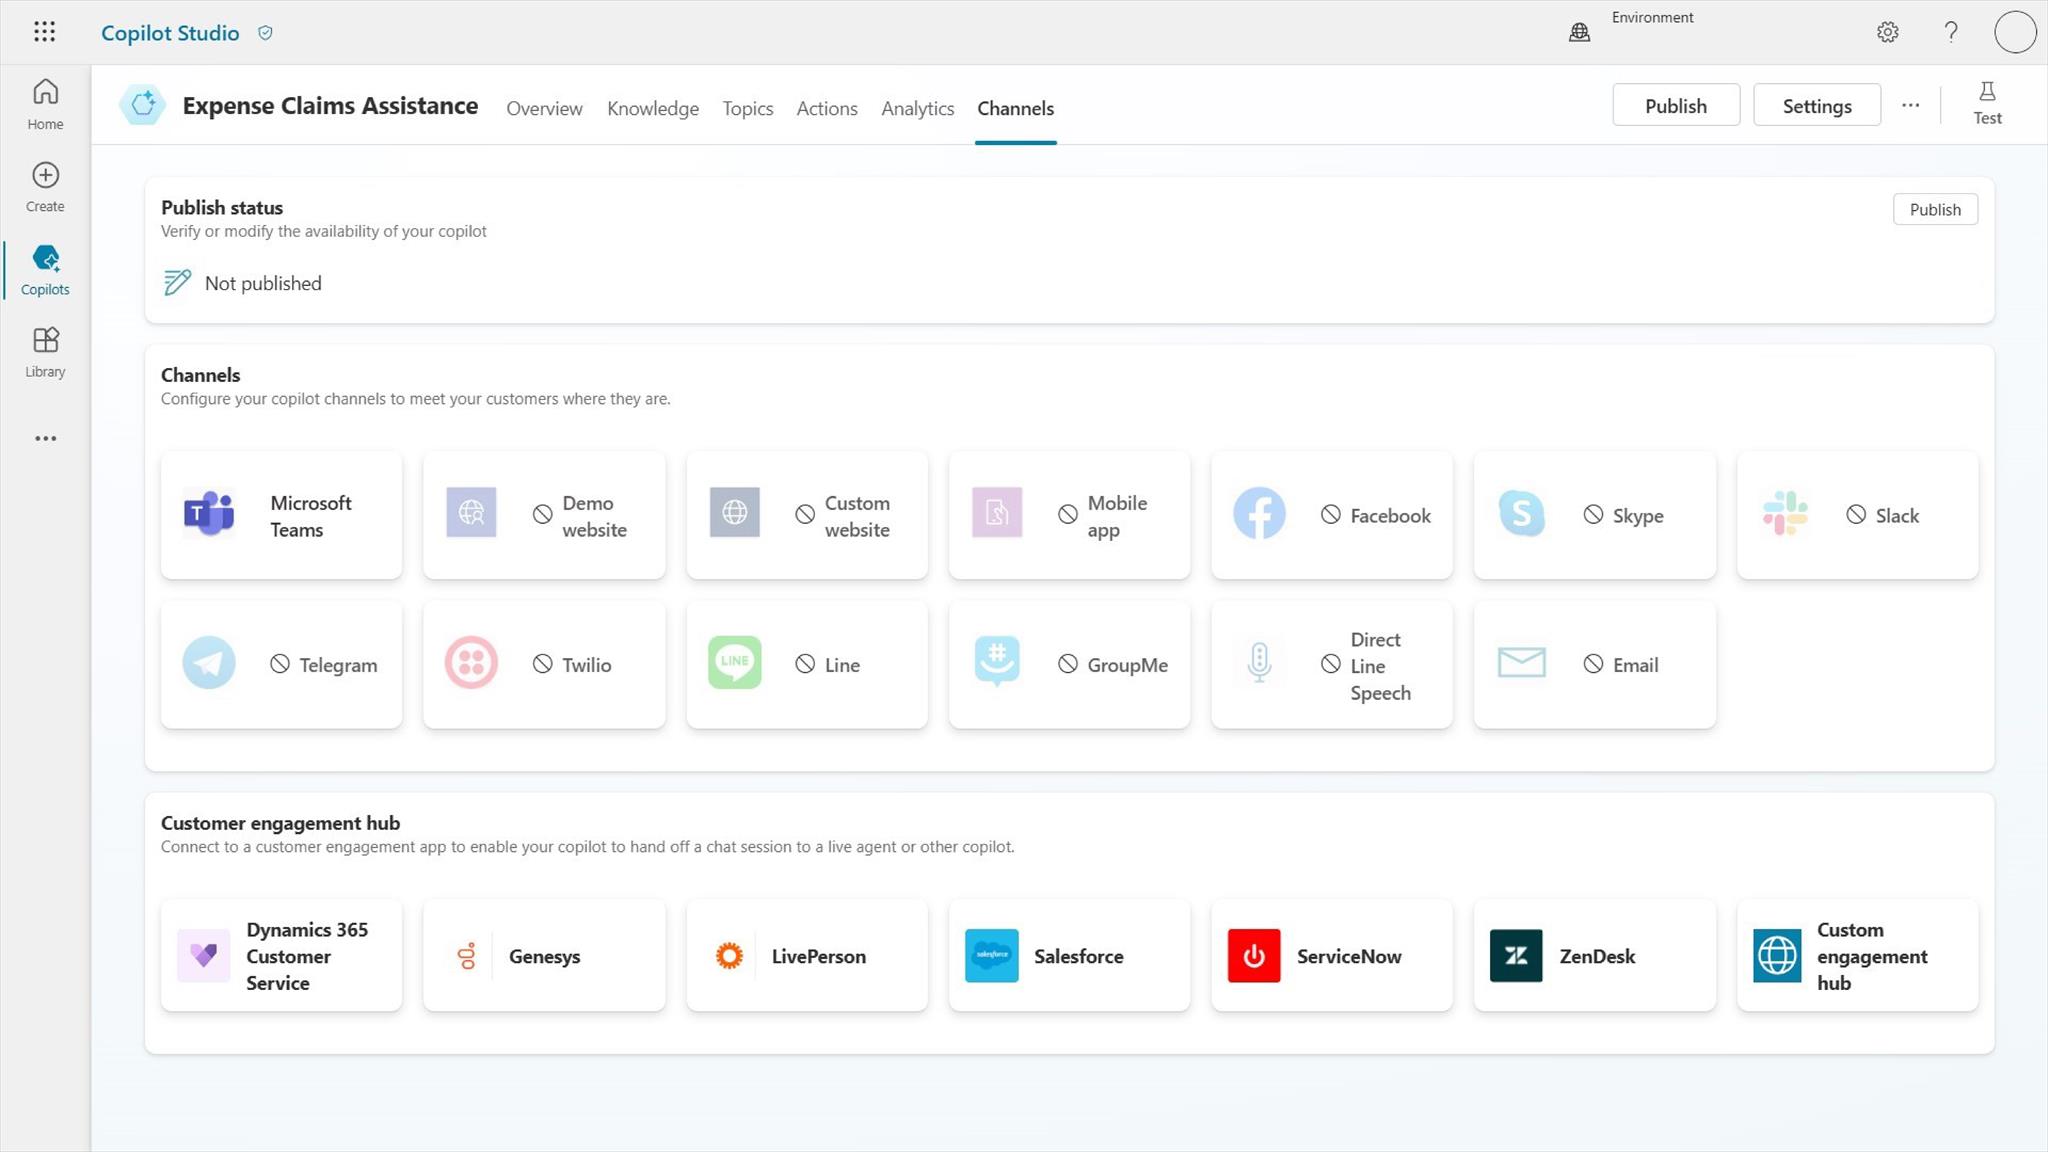 Copilot Studio
Environment
Home
Create
Copilots
Library
Expense Claims Assistance
Overview
Knowledge
Topics
Actions
Analytics
Channels
Publish
Settings
Test
Publish status
Verify or modify the availability of your copilot
Publish
Not published
Channels
Configure your copilot channels to meet your customers where they are.
T
Microsoft
Teams
Demo
website
Custom
website
Mobile
app
Facebook
S
Skype
Slack
Telegram
Twilio
LINE
Line
#
GroupMe
Direct
Line
Speech
Email
Customer engagement hub
Connect to a customer engagement app to enable your copilot to hand off a chat session to a live agent or other copilot.
Dynamics 365
Customer
Service
Genesys
LivePerson
salesforce
Salesforce
ServiceNow
ZenDesk
Custom
engagement
hub